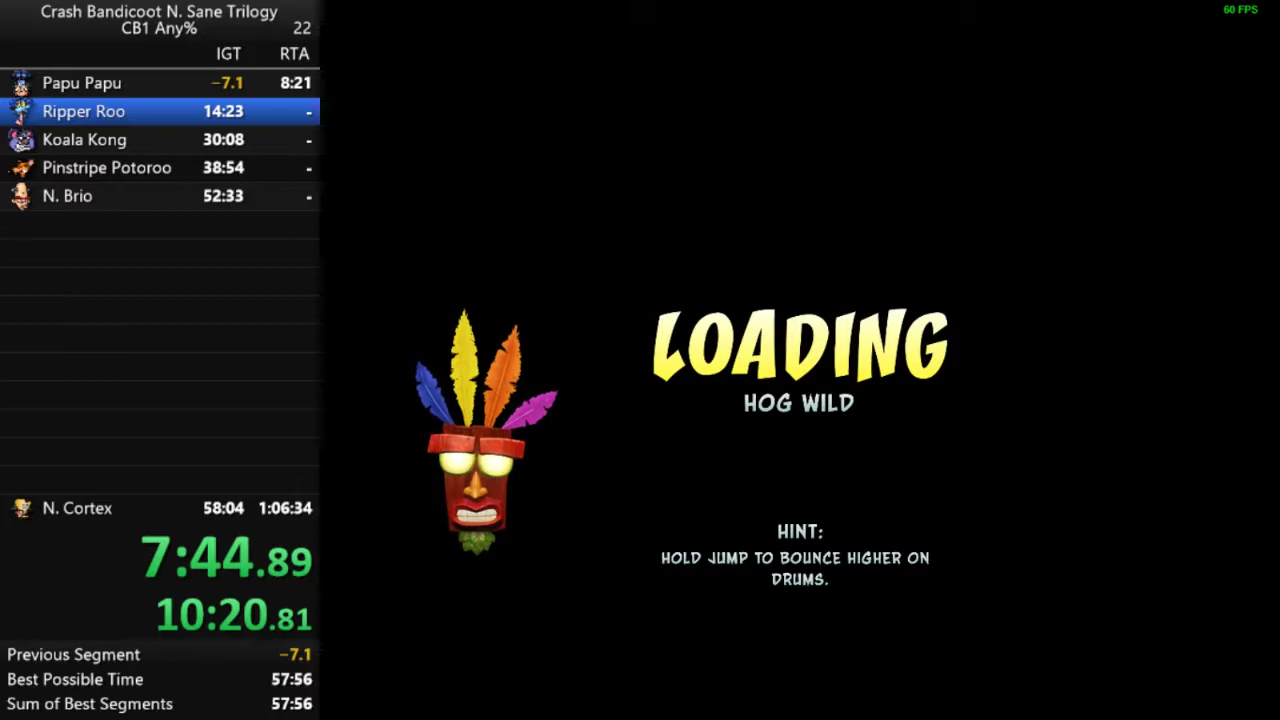 Crash Bandicoot N. Sane Trilogy
CB1 Any% 22
IGT RTA
Papu Papu −7.1 8:21
Ripper Roo 14:23 -
Koala Kong 30:08 -
Pinstripe Potoroo 38:54 -
N. Brio 52:33 -
N. Cortex 58:04 1:06:34
7:44.89
10:20.81
Previous Segment −7.1
Best Possible Time 57:56
Sum of Best Segments 57:56
60 FPS
LOADING
HOG WILD
HINT:
HOLD JUMP TO BOUNCE HIGHER ON
DRUMS.